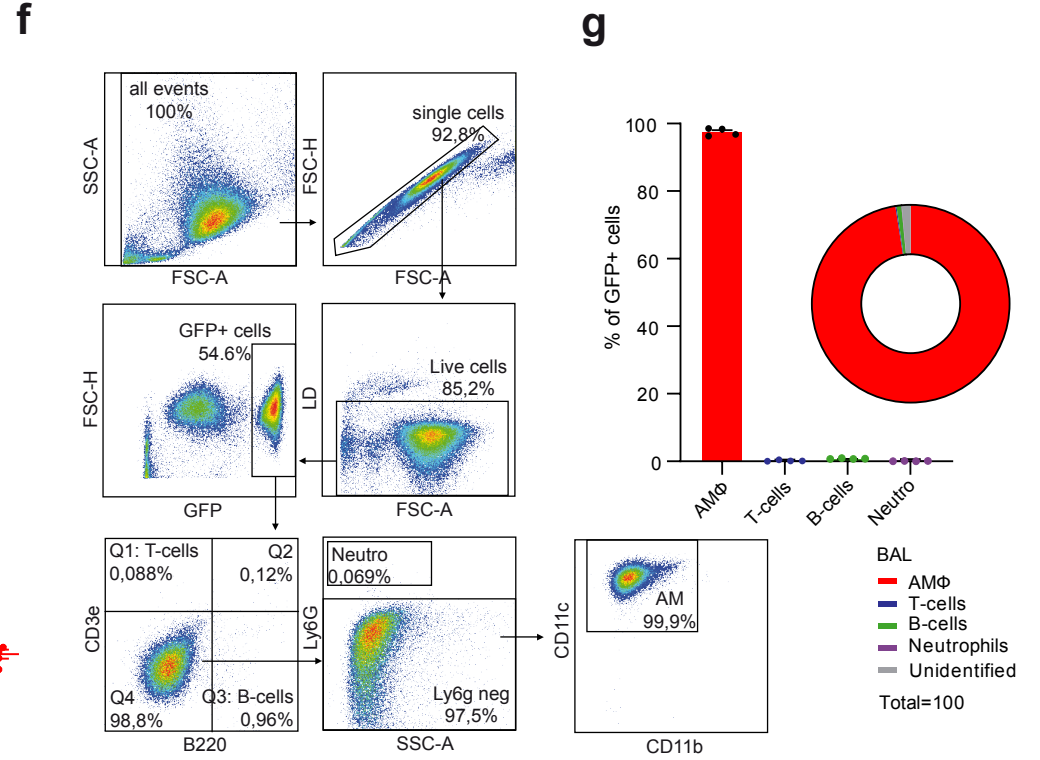 f
g
all events
100%
SSC-A
FSC-A
single cells
92,8%
FSC-H
FSC-A
GFP+ cells
54.6%
FSC-H
GFP
Live cells
85,2%
LD
FSC-A
Q1: T-cells
0,088%
Q2
0,12%
Q4
98,8%
Q3: B-cells
0,96%
CD3e
B220
Neutro
0,069%
Ly6g neg
97,5%
Ly6G
SSC-A
AM
99,9%
CD11c
CD11b
% of GFP+ cells
100
80
60
40
20
0
AMΦ
T-cells
B-cells
Neutro
BAL
AMΦ
T-cells
B-cells
Neutrophils
Unidentified
Total=100